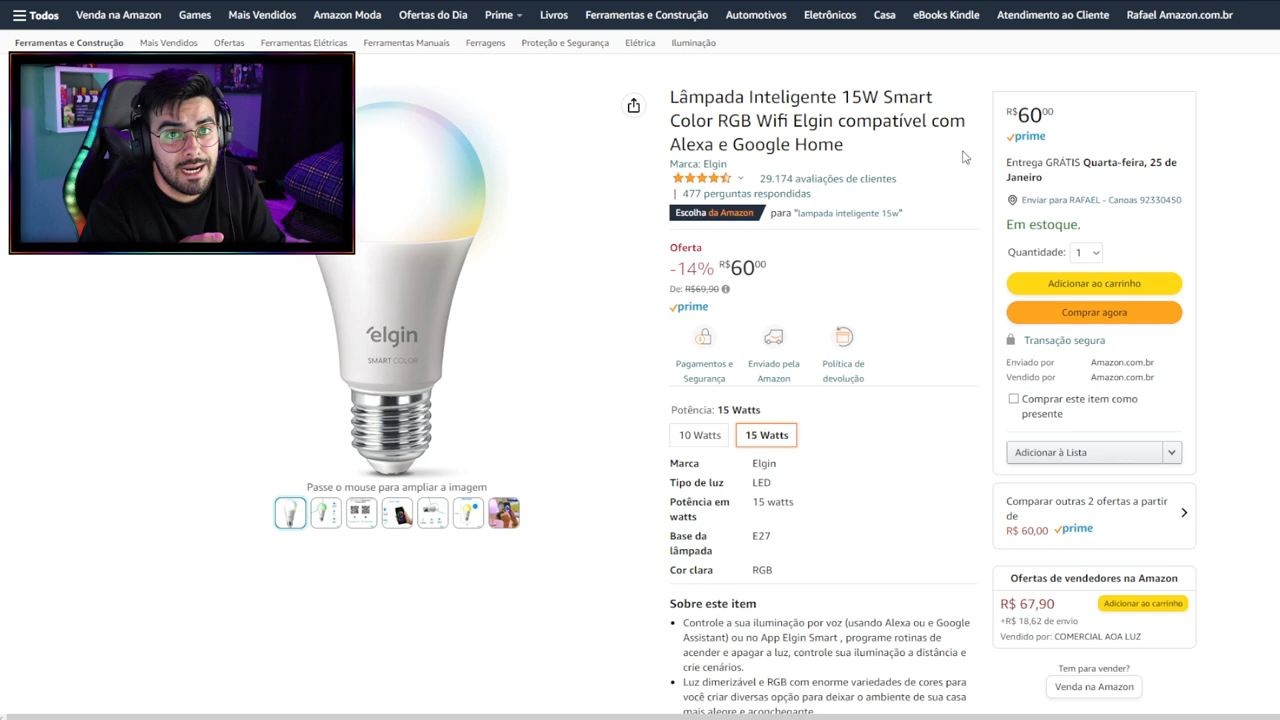 Todos Venda na Amazon Games Mais Vendidos Amazon Moda Ofertas do Dia Prime Livros Ferramentas e Construção Automotivos Eletrônicos Casa eBooks Kindle Atendimento ao Cliente Rafael Amazon.com.br
Ferramentas e Construção Mais Vendidos Ofertas Ferramentas Elétricas Ferramentas Manuais Ferragens Proteção e Segurança Elétrica Iluminação
elgin
SMART COLOR
Passe o mouse para ampliar a imagem
Lâmpada Inteligente 15W Smart
Color RGB Wifi Elgin compatível com
Alexa e Google Home
Marca: Elgin
29.174 avaliações de clientes
| 477 perguntas respondidas
Escolha da Amazon para "lampada inteligente 15w"
Oferta
-14% R$6000
De: R$69,90
prime
Pagamentos e
Segurança
Enviado pela
Amazon
Política de
devolução
Potência: 15 Watts
10 Watts 15 Watts
Marca Elgin
Tipo de luz LED
Potência em
watts
15 watts
Base da
lâmpada
E27
Cor clara RGB
Sobre este item
• Controle a sua iluminação por voz (usando Alexa ou e Google
Assistant) ou no App Elgin Smart , programe rotinas de
acender e apagar a luz, controle sua iluminação a distância e
crie cenários.
• Luz dimerizável e RGB com enorme variedades de cores para
você criar diversas opção para deixar o ambiente de sua casa
mais alegre e aconchegante
R$6000
prime
Entrega GRÁTIS Quarta-feira, 25 de
Janeiro
Enviar para RAFAEL - Canoas 92330450
Em estoque.
Quantidade: 1
Adicionar ao carrinho
Comprar agora
Transação segura
Enviado por Amazon.com.br
Vendido por Amazon.com.br
Comprar este item como
presente
Adicionar à Lista
Comprar outras 2 ofertas a partir
de
R$ 60,00 prime
Ofertas de vendedores na Amazon
R$ 67,90 Adicionar ao carrinho
+R$ 18,62 de envio
Vendido por: COMERCIAL AOA LUZ
Tem para vender?
Venda na Amazon